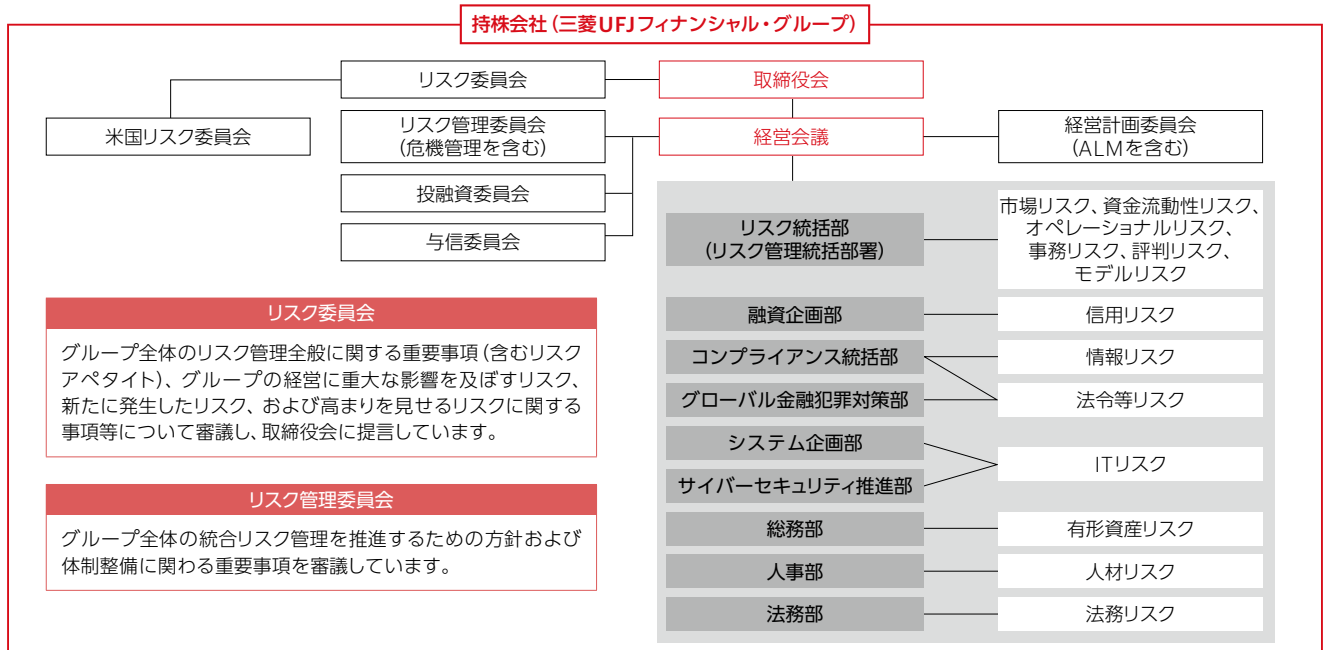 持株会社(三菱UFJフィナンシャル・グループ)
リスク委員会
取締役会
米国リスク委員会
リスク管理委員会
(危機管理を含む)
経営会議
経営計画委員会
(ALMを含む)
投融資委員会
与信委員会
リスク統括部
(リスク管理統括部署)
市場リスク、資金流動性リスク、
オペレーショナルリスク、
事務リスク、評判リスク、
モデルリスク
融資企画部
信用リスク
コンプライアンス統括部
情報リスク
グローバル金融犯罪対策部
法令等リスク
システム企画部
サイバーセキュリティ推進部
ITリスク
総務部
有形資産リスク
人事部
人材リスク
法務部
法務リスク
リスク委員会
グループ全体のリスク管理全般に関する重要事項(含むリスク
アペタイト)、グループの経営に重大な影響を及ぼすリスク、
新たに発生したリスク、および高まりを見せるリスクに関する
事項等について審議し、取締役会に提言しています。
リスク管理委員会
グループ全体の統合リスク管理を推進するための方針および
体制整備に関わる重要事項を審議しています。